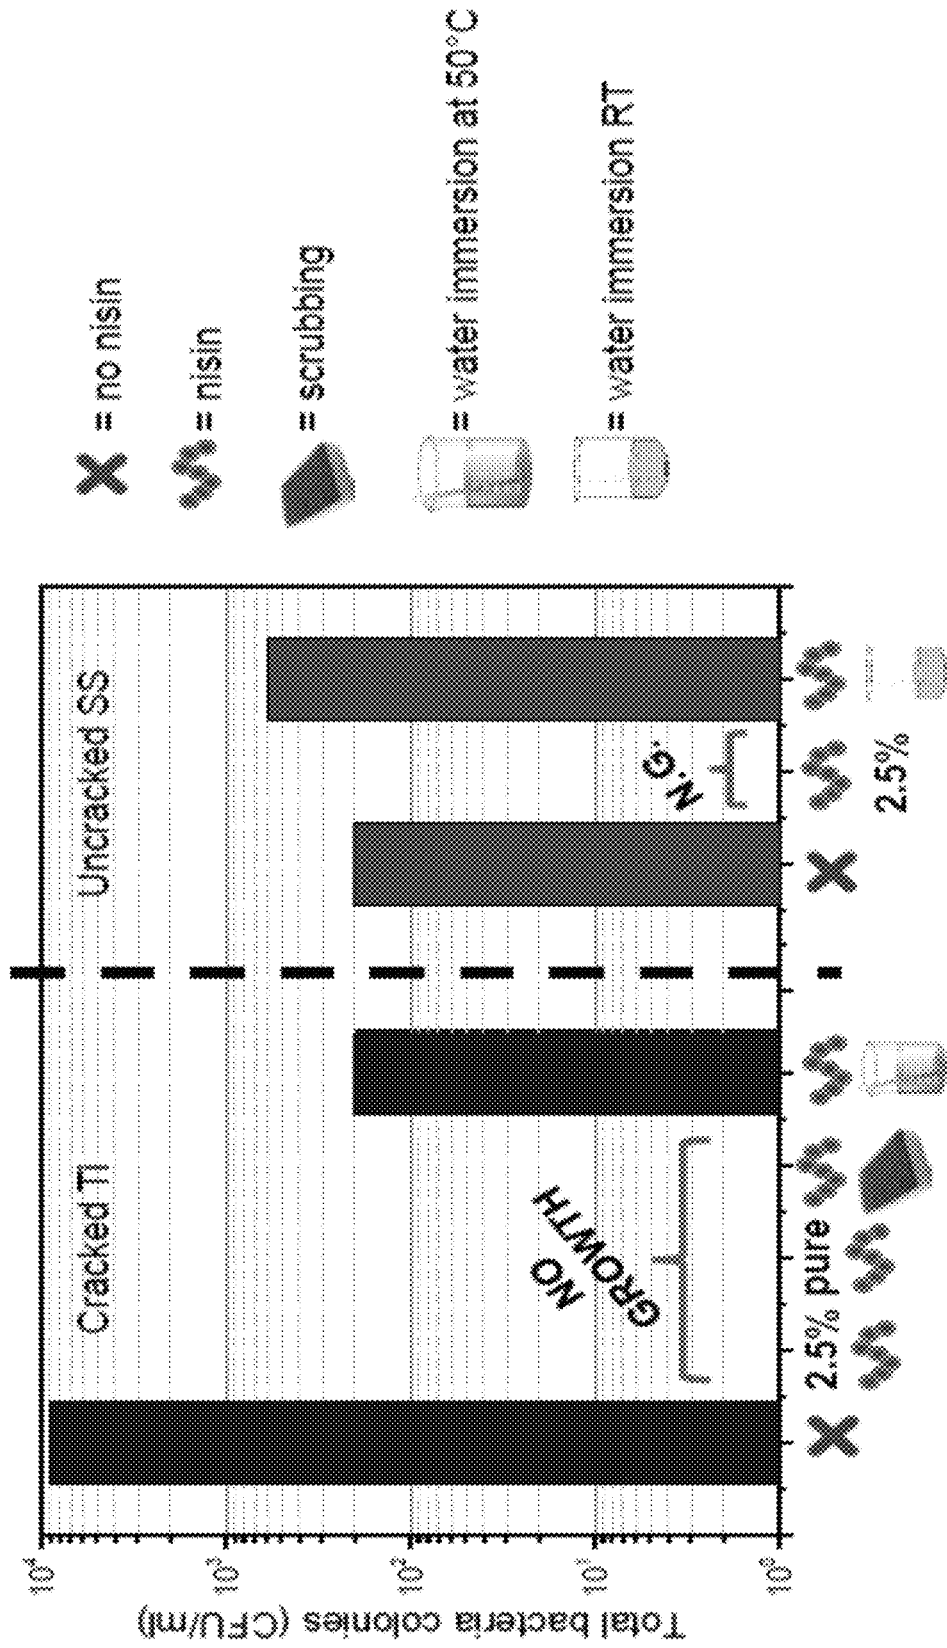 Total bacteria colonies (CFU/ml)
10⁴
10³
10²
10¹
10⁰
Cracked Ti
Uncracked SS
NO
GROWTH
N.G.
2.5% pure
2.5%
= no nisin
= nisin
= scrubbing
= water immersion at 50°C
= water immersion RT